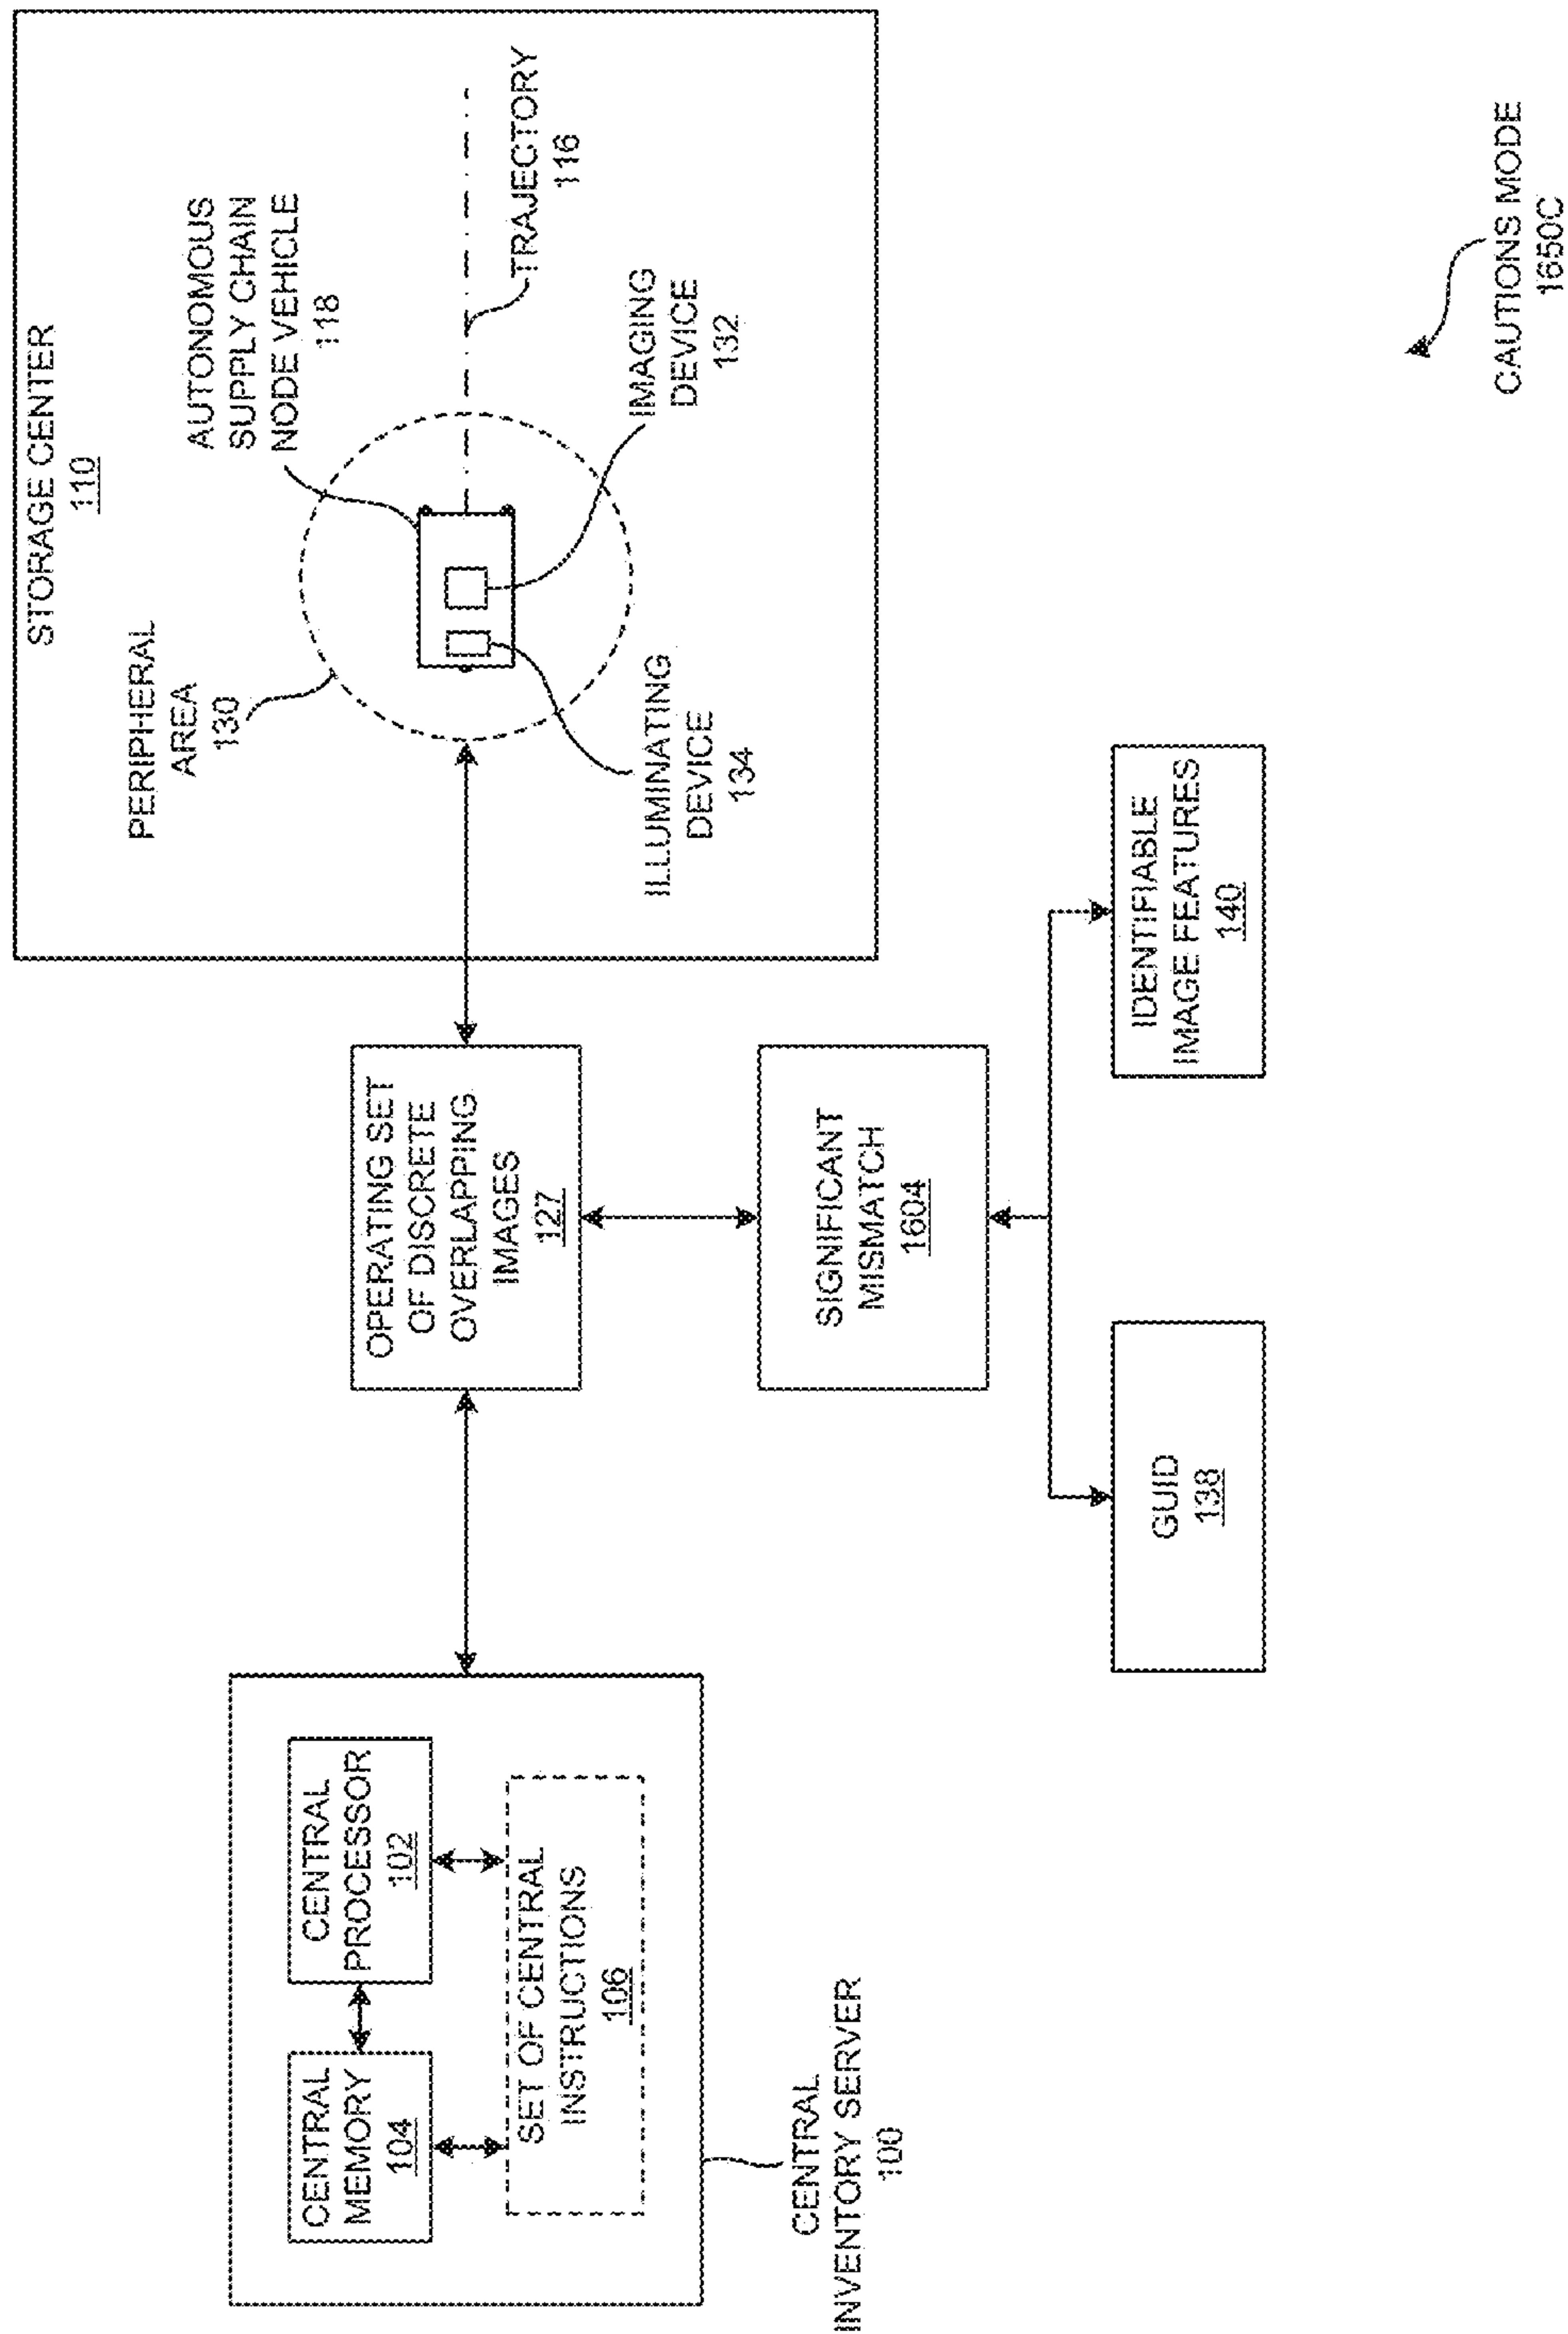 CENTRAL
MEMORY
104
CENTRAL
PROCESSOR
102
SET OF CENTRAL
INSTRUCTIONS
106
CENTRAL
INVENTORY SERVER
100
OPERATING SET
OF DISCRETE
OVERLAPPING
IMAGES
127
SIGNIFICANT
MISMATCH
1604
GUID
138
IDENTIFIABLE
IMAGE FEATURES
140
STORAGE CENTER
110
PERIPHERAL
AREA
130
AUTONOMOUS
SUPPLY CHAIN
NODE VEHICLE
118
TRAJECTORY
116
IMAGING
DEVICE
132
ILLUMINATING
DEVICE
134
CAUTIONS MODE
1650C